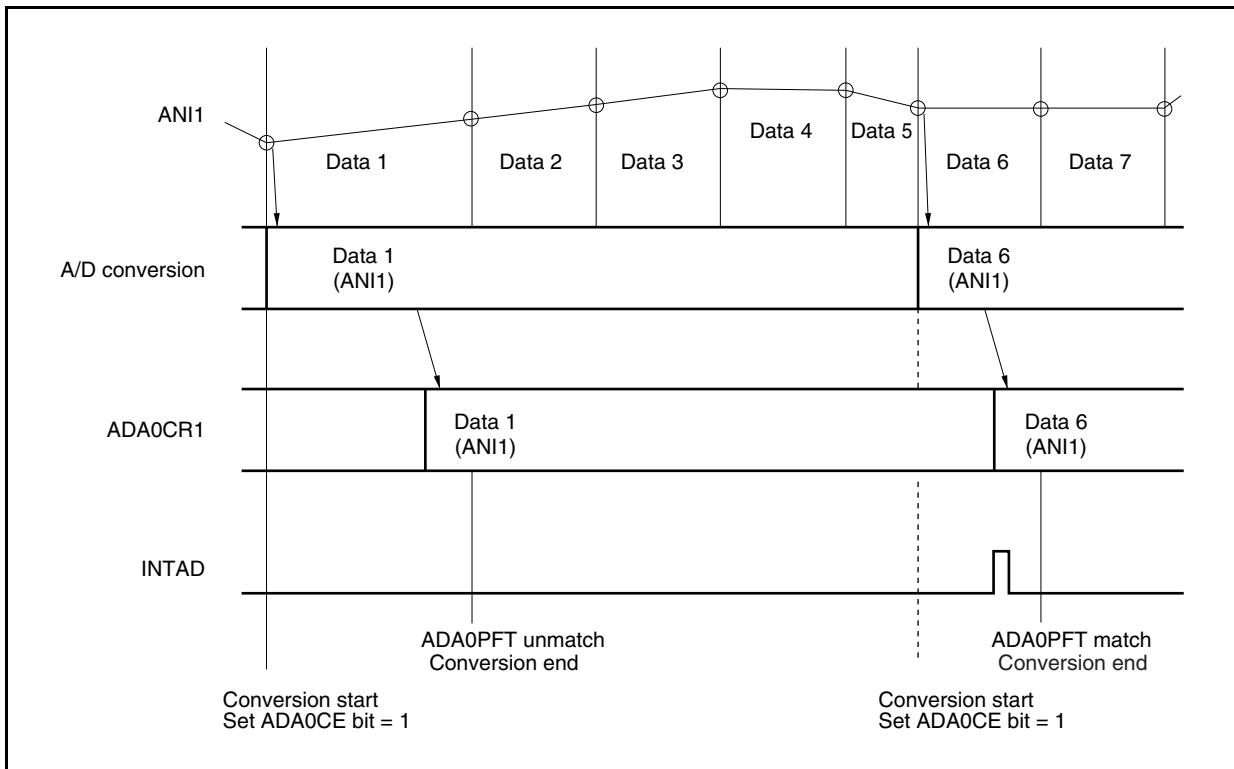 ANI1
Data 1
Data 2
Data 3
Data 4
Data 5
Data 6
Data 7
A/D conversion
Data 1
(ANI1)
Data 6
(ANI1)
ADA0CR1
Data 1
(ANI1)
Data 6
(ANI1)
INTAD
ADA0PFT unmatch
Conversion end
ADA0PFT match
Conversion end
Conversion start
Set ADA0CE bit = 1
Conversion start
Set ADA0CE bit = 1